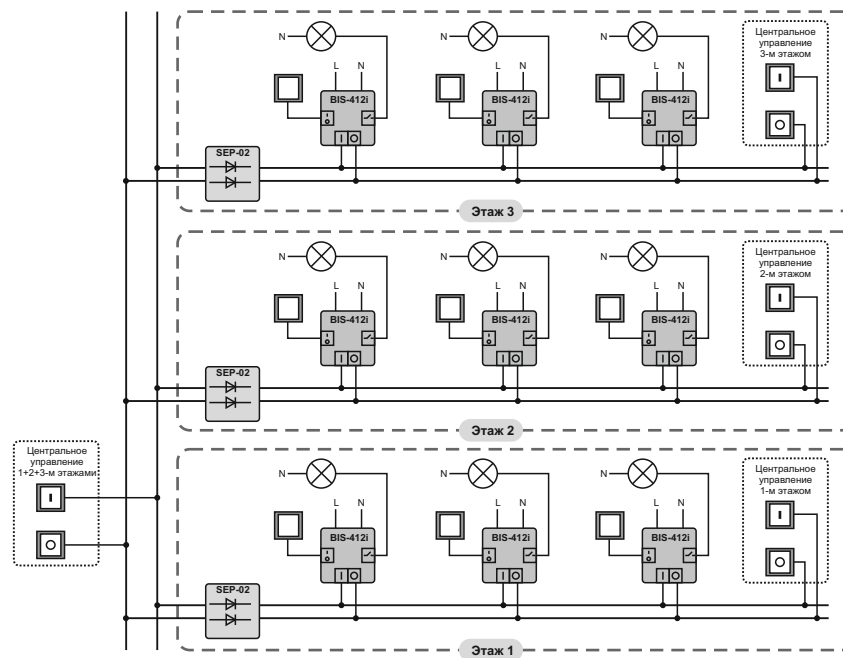 Центральное
управление
3-м этажом
N
N
N
L N
L N
L N
BIS-412i
BIS-412i
BIS-412i
SEP-02
Этаж 3
Центральное
управление
2-м этажом
N
N
N
L N
L N
L N
BIS-412i
BIS-412i
BIS-412i
SEP-02
Этаж 2
Центральное
управление
1+2+3-м этажами
Центральное
управление
1-м этажом
N
N
N
L N
L N
L N
BIS-412i
BIS-412i
BIS-412i
SEP-02
Этаж 1